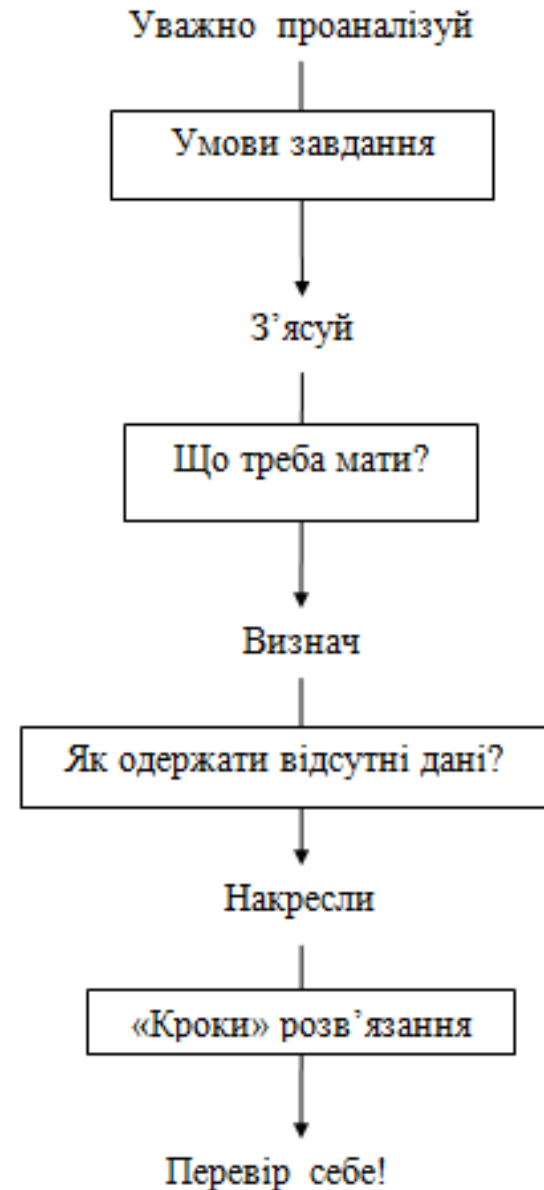 Уважно проаналізуй
Умови завдання
З’ясуй
Що треба мати?
Визнач
Як одержати відсутні дані?
Накресли
«Кроки» розв’язання
Перевір себе!